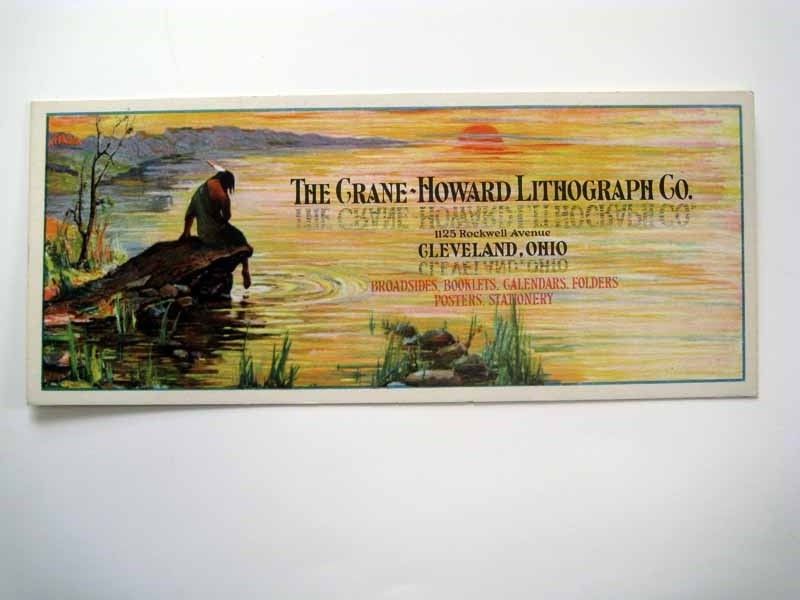 THE CRANE-HOWARD LITHOGRAPH CO.
1125 Rockwell Avenue
CLEVELAND, OHIO
BROADSIDES, BOOKLETS, CALENDARS, FOLDERS
POSTERS, STATIONERY